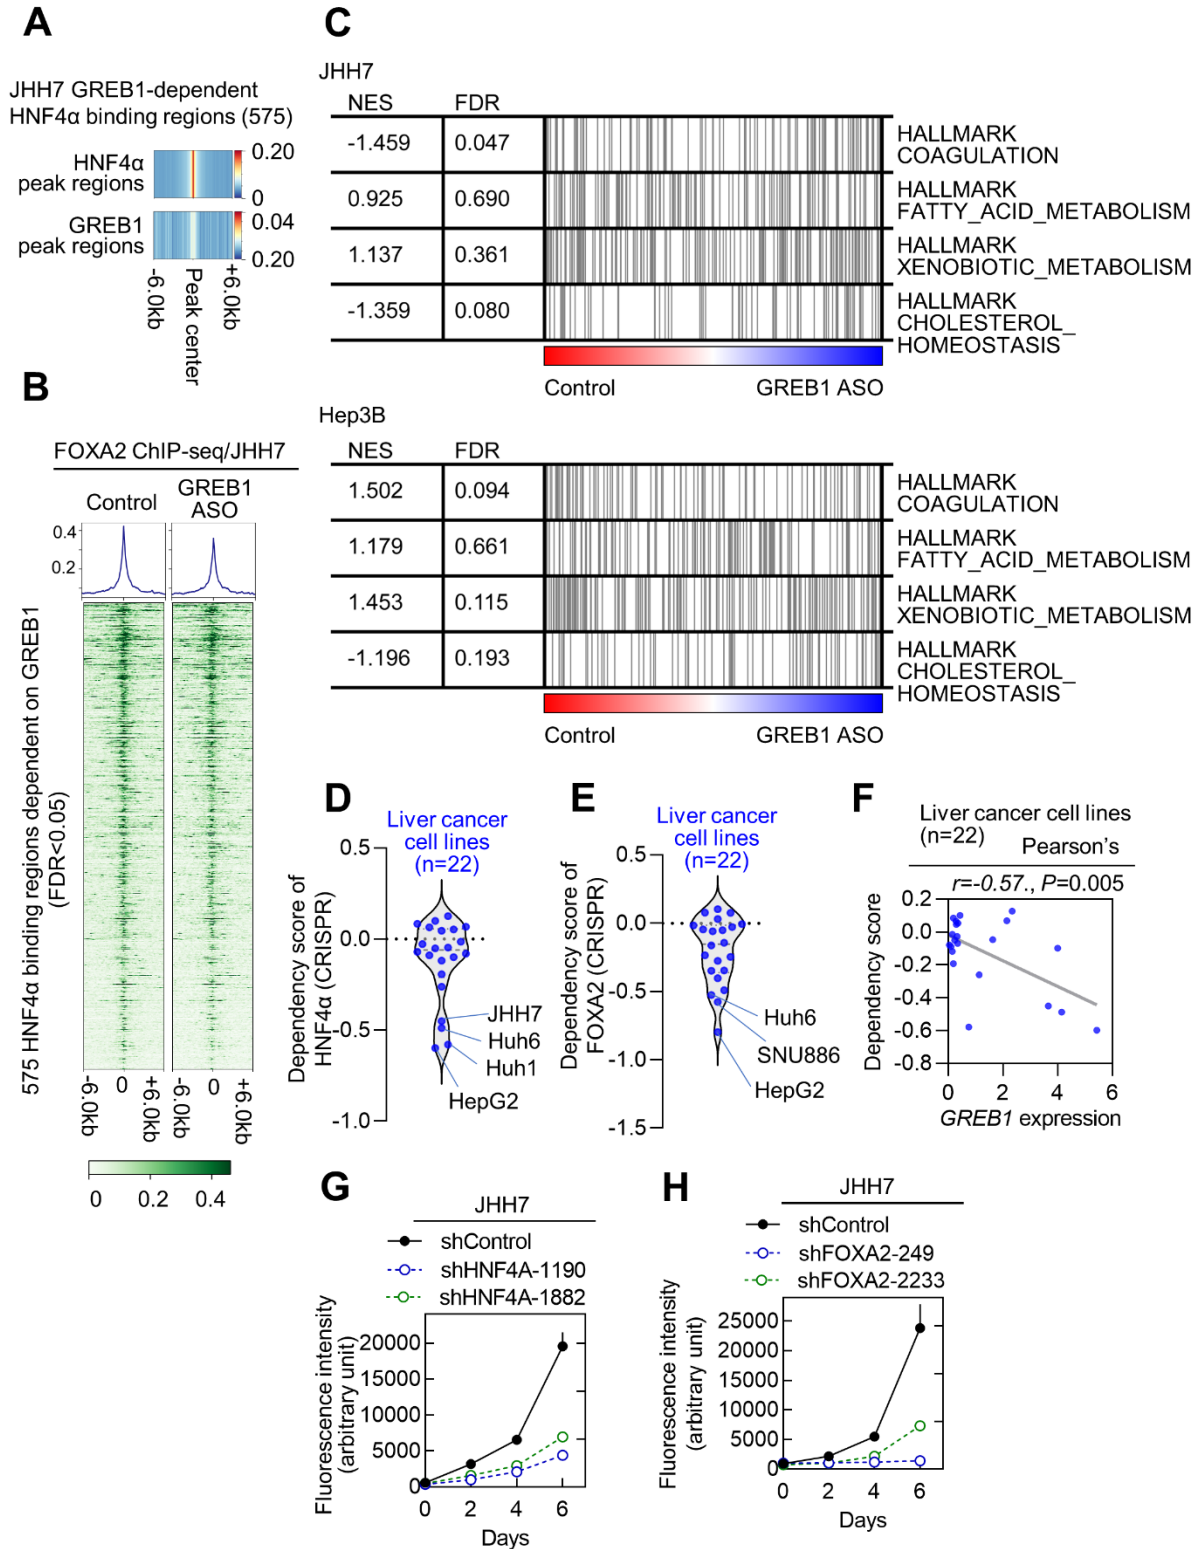 A
JHH7 GREB1-dependent
HNF4α binding regions (575)
HNF4α
peak regions
0.20
0
GREB1
peak regions
0.04
0.20
-6.0kb
Peak center
+6.0kb
B
FOXA2 ChIP-seq/JHH7
Control
GREB1
ASO
0.4
0.2
575 HNF4α binding regions dependent on GREB1
(FDR<0.05)
-6.0kb
0
+6.0kb
-6.0kb
0
+6.0kb
0 0.2 0.4
C
JHH7
NES FDR
-1.459 0.047 HALLMARK
COAGULATION
0.925 0.690 HALLMARK
FATTY_ACID_METABOLISM
1.137 0.361 HALLMARK
XENOBIOTIC_METABOLISM
-1.359 0.080 HALLMARK
CHOLESTEROL_
HOMEOSTASIS
Control GREB1 ASO
Hep3B
NES FDR
1.502 0.094 HALLMARK
COAGULATION
1.179 0.661 HALLMARK
FATTY_ACID_METABOLISM
1.453 0.115 HALLMARK
XENOBIOTIC_METABOLISM
-1.196 0.193 HALLMARK
CHOLESTEROL_
HOMEOSTASIS
Control GREB1 ASO
D
Liver cancer
cell lines
(n=22)
Dependency score of
HNF4α (CRISPR)
0.5
0.0
-0.5
-1.0
JHH7
Huh6
Huh1
HepG2
E
Liver cancer
cell lines
(n=22)
Dependency score of
FOXA2 (CRISPR)
0.5
0.0
-0.5
-1.0
-1.5
Huh6
SNU886
HepG2
F
Liver cancer cell lines
(n=22)
Pearson's
r=-0.57., P=0.005
Dependency score
0.2
0.0
-0.2
-0.4
-0.6
-0.8
0 2 4 6
GREB1 expression
G
JHH7
shControl
shHNF4A-1190
shHNF4A-1882
Fluorescence intensity
(arbitrary unit)
20000
15000
10000
5000
0
0 2 4 6
Days
H
JHH7
shControl
shFOXA2-249
shFOXA2-2233
Fluorescence intensity
(arbitrary unit)
25000
20000
15000
10000
5000
0
0 2 4 6
Days